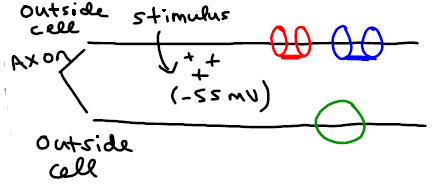 outside
cell
stimulus
AXON
+ +
+
(-55 mV)
outside
cell